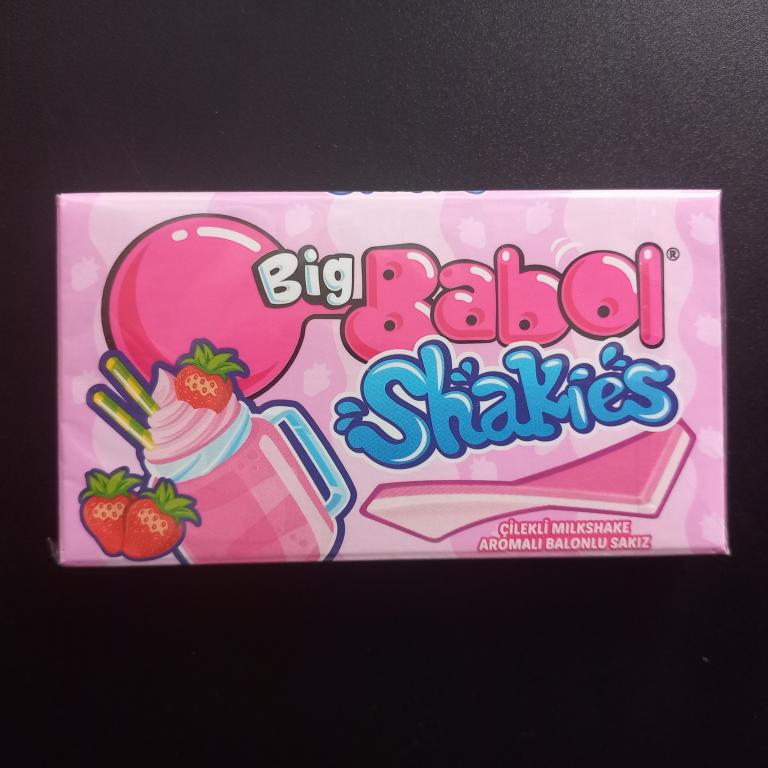 Big Babol®
Shakies
ÇİLEKLİ MILKSHAKE
AROMALI BALONLU SAKIZ